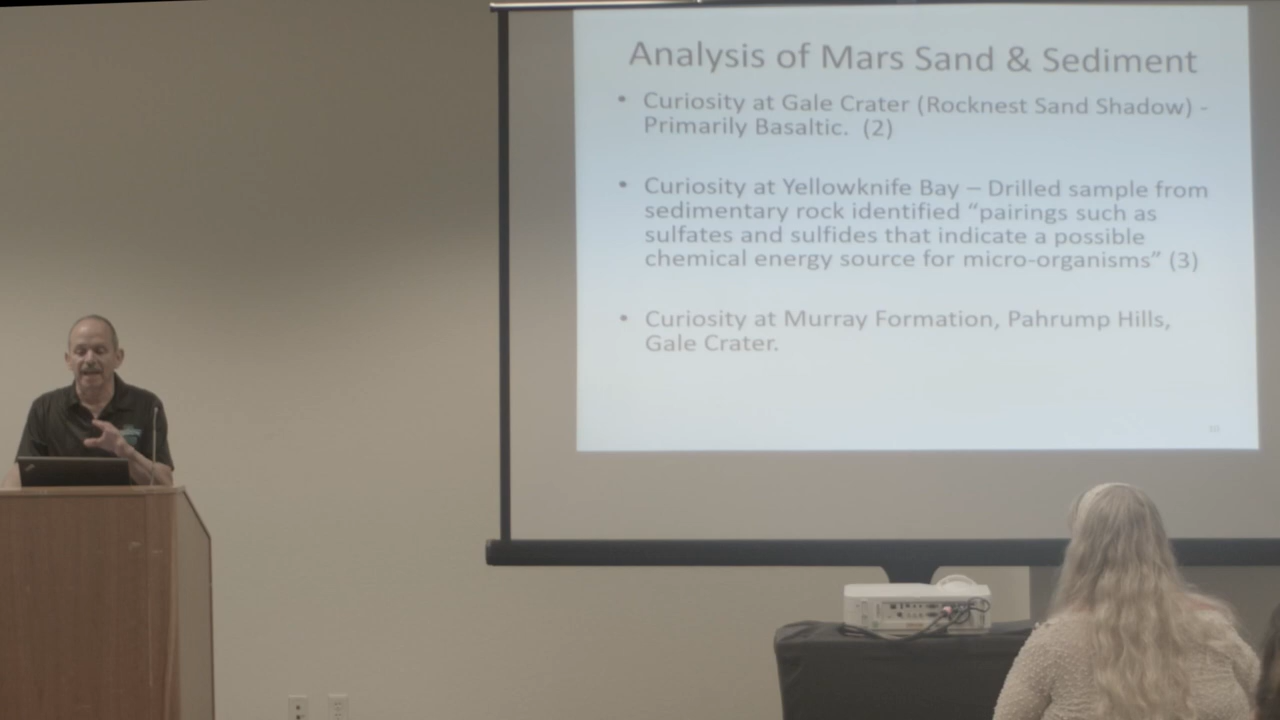 Analysis of Mars Sand & Sediment
• Curiosity at Gale Crater (Rocknest Sand Shadow) -
Primarily Basaltic. (2)
• Curiosity at Yellowknife Bay – Drilled sample from
sedimentary rock identified “pairings such as
sulfates and sulfides that indicate a possible
chemical energy source for micro-organisms” (3)
• Curiosity at Murray Formation, Pahrump Hills,
Gale Crater.